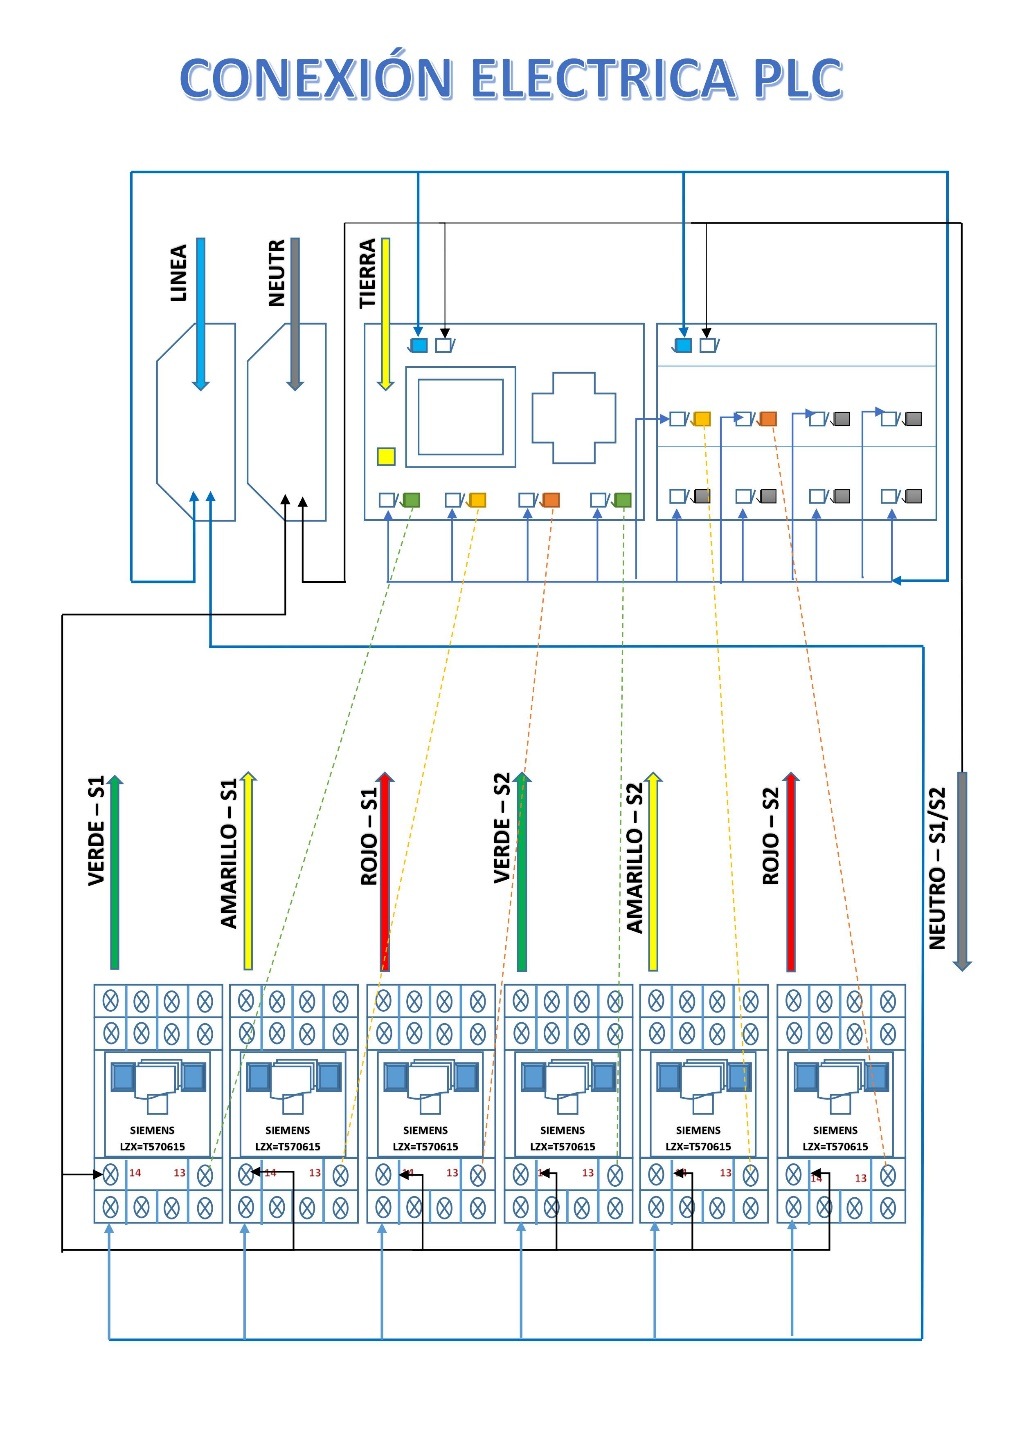 CONEXIÓN ELECTRICA PLC
LINEA
NEUTR
TIERRA
VERDE – S1
AMARILLO – S1
ROJO – S1
VERDE – S2
AMARILLO – S2
ROJO – S2
NEUTRO – S1/S2
SIEMENS
LZX=T570615
SIEMENS
LZX=T570615
SIEMENS
LZX=T570615
SIEMENS
LZX=T570615
SIEMENS
LZX=T570615
SIEMENS
LZX=T570615
14 13
14 13
14 13
13
13
14 13